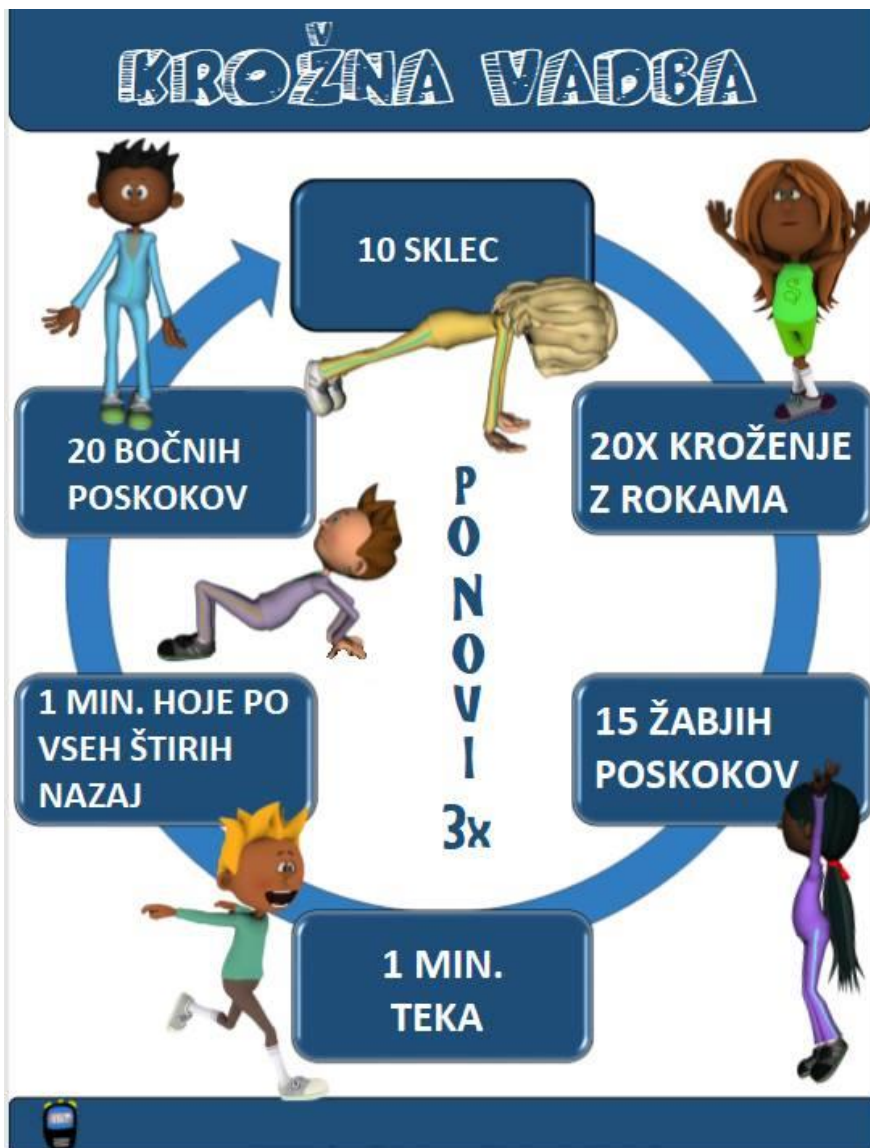 KROŽNA VADBA
10 SKLEC
20X KROŽENJE
Z ROKAMA
15 ŽABJIH
POSKOKOV
1 MIN.
TEKA
1 MIN. HOJE PO
VSEH ŠTIRIH
NAZAJ
20 BOČNIH
POSKOKOV
PONOVI
3x